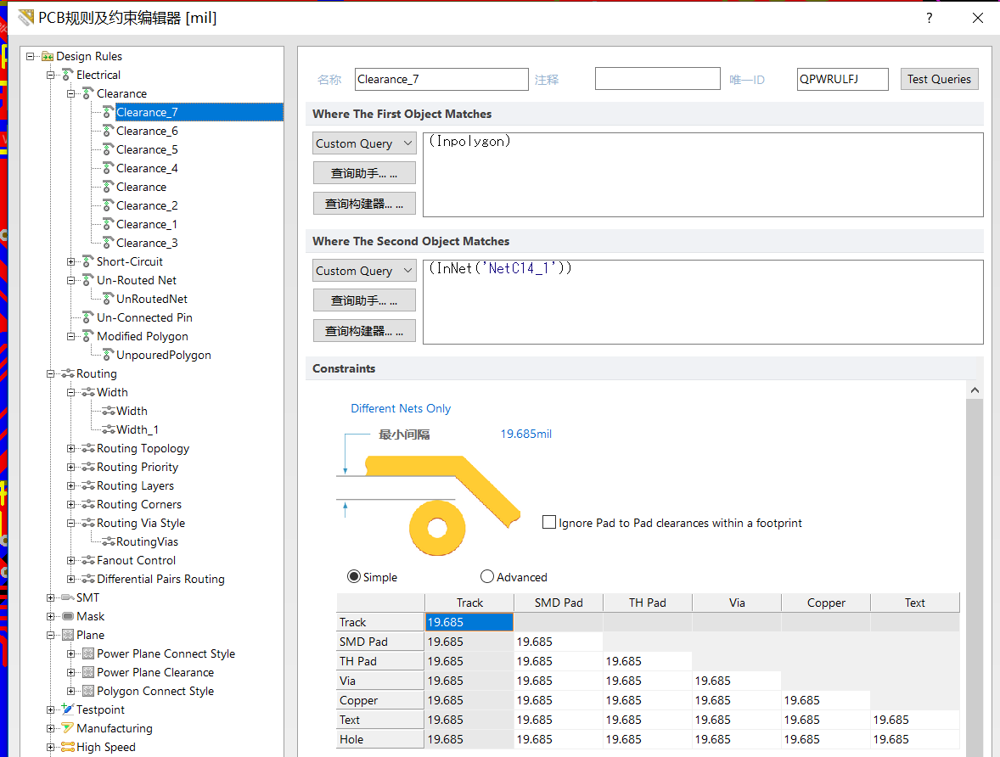 PCB规则及约束编辑器 [mil]
?
Design Rules
Electrical
Clearance
Clearance_7
Clearance_6
Clearance_5
Clearance_4
Clearance
Clearance_2
Clearance_1
Clearance_3
Short-Circuit
Un-Routed Net
UnRoutedNet
Un-Connected Pin
Modified Polygon
UnpouredPolygon
Routing
Width
Width
Width_1
Routing Topology
Routing Priority
Routing Layers
Routing Corners
Routing Via Style
RoutingVias
Fanout Control
Differential Pairs Routing
SMT
Mask
Plane
Power Plane Connect Style
Power Plane Clearance
Polygon Connect Style
Testpoint
Manufacturing
High Speed
名称 Clearance_7 注释 唯一ID QPWRULFJ Test Queries
Where The First Object Matches
Custom Query (Inpolygon)
查询助手... ...
查询构建器... ...
Where The Second Object Matches
Custom Query (InNet('NetC14_1'))
查询助手... ...
查询构建器... ...
Constraints
Different Nets Only
最小间隔 19.685mil
Ignore Pad to Pad clearances within a footprint
Simple Advanced
Track SMD Pad TH Pad Via Copper Text
Track 19.685
SMD Pad 19.685 19.685
TH Pad 19.685 19.685 19.685
Via 19.685 19.685 19.685 19.685
Copper 19.685 19.685 19.685 19.685 19.685
Text 19.685 19.685 19.685 19.685 19.685 19.685
Hole 19.685 19.685 19.685 19.685 19.685 19.685